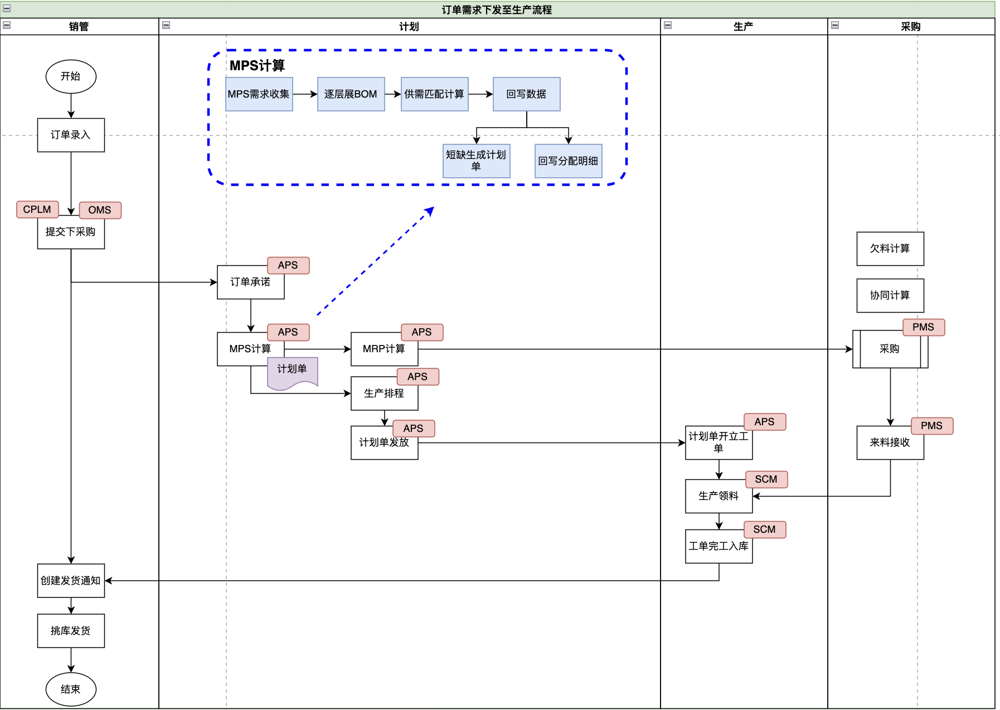 订单需求下发至生产流程
销管
计划
生产
采购
开始
订单录入
CPLM
OMS
提交下采购
创建发货通知
挑库发货
结束
MPS计算
MPS需求收集
逐层展BOM
供需匹配计算
回写数据
短缺生成计划
单
回写分配明细
APS
订单承诺
APS
MPS计算
计划单
APS
MRP计算
APS
生产排程
APS
计划单发放
APS
计划单开立工
单
SCM
生产领料
SCM
工单完工入库
欠料计算
协同计算
PMS
采购
PMS
来料接收